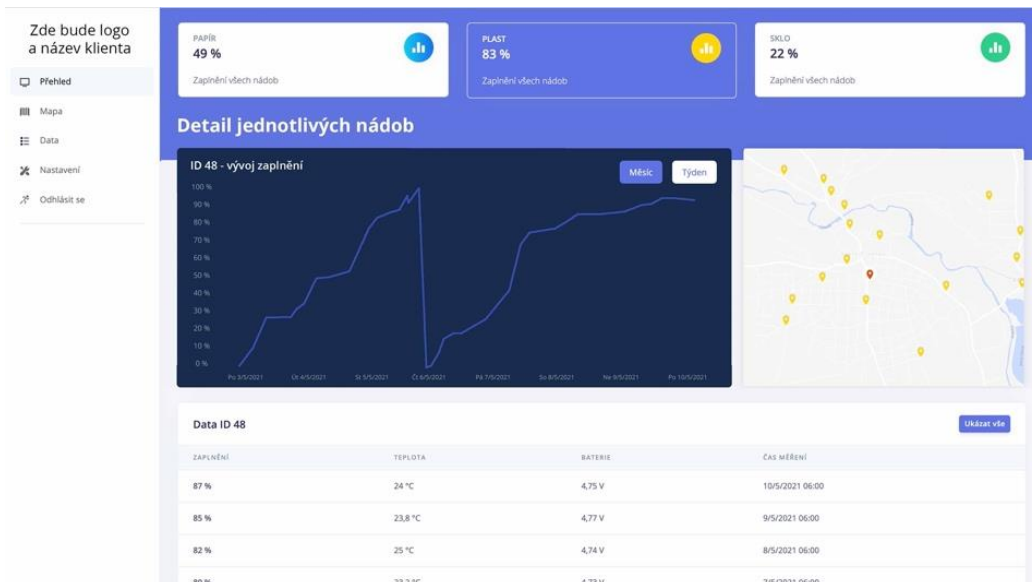 Zde bude logo
a název klienta
Přehled
Mapa
Data
Nastavení
Odhlásit se
PAPÍR
49 %
Zaplnění všech nádob
PLAST
83 %
Zaplnění všech nádob
SKLO
22 %
Zaplnění všech nádob
Detail jednotlivých nádob
ID 48 - vývoj zaplnění
Měsíc
Týden
100 %
90 %
80 %
70 %
60 %
50 %
40 %
30 %
20 %
10 %
0 %
Po 3/5/2021 Út 4/5/2021 St 5/5/2021 Čt 6/5/2021 Pá 7/5/2021 So 8/5/2021 Ne 9/5/2021 Po 10/5/2021
Data ID 48
Ukázat vše
ZAPLNĚNÍ TEPLOTA BATERIE ČAS MĚŘENÍ
87 % 24 °C 4,75 V 10/5/2021 06:00
85 % 23,8 °C 4,77 V 9/5/2021 06:00
82 % 25 °C 4,74 V 8/5/2021 06:00